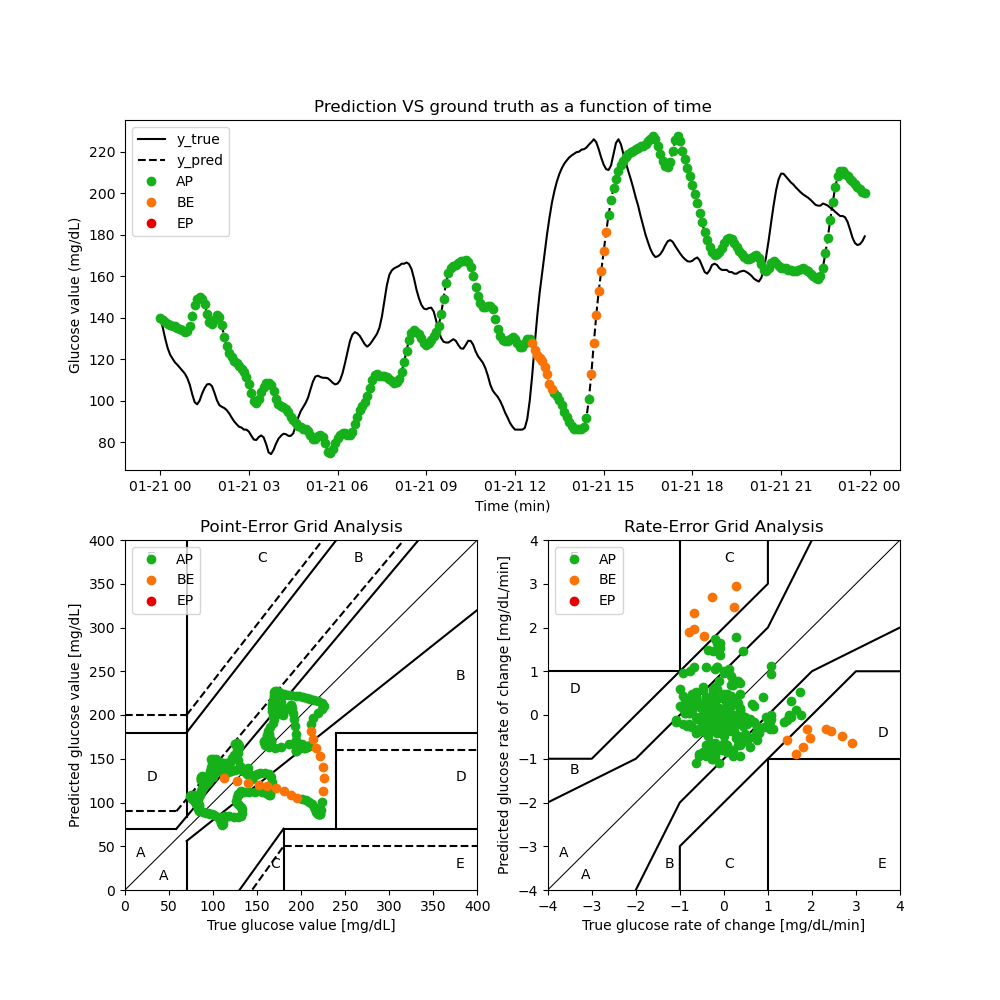 Prediction VS ground truth as a function of time
Glucose value (mg/dL)
220
200
180
160
140
120
100
80
y_true
y_pred
AP
BE
EP
01-21 00 01-21 03 01-21 06 01-21 09 01-21 12 01-21 15 01-21 18 01-21 21 01-22 00
Time (min)
Point-Error Grid Analysis
Predicted glucose value [mg/dL]
400
350
300
250
200
150
100
50
0
AP
BE
EP
C B
B
D D
A
A C E
0 50 100 150 200 250 300 350 400
True glucose value [mg/dL]
Rate-Error Grid Analysis
Predicted glucose rate of change [mg/dL/min]
4
3
2
1
0
−1
−2
−3
−4
AP
BE
EP
C
D
D
B
A
A B C E
−4 −3 −2 −1 0 1 2 3 4
True glucose rate of change [mg/dL/min]